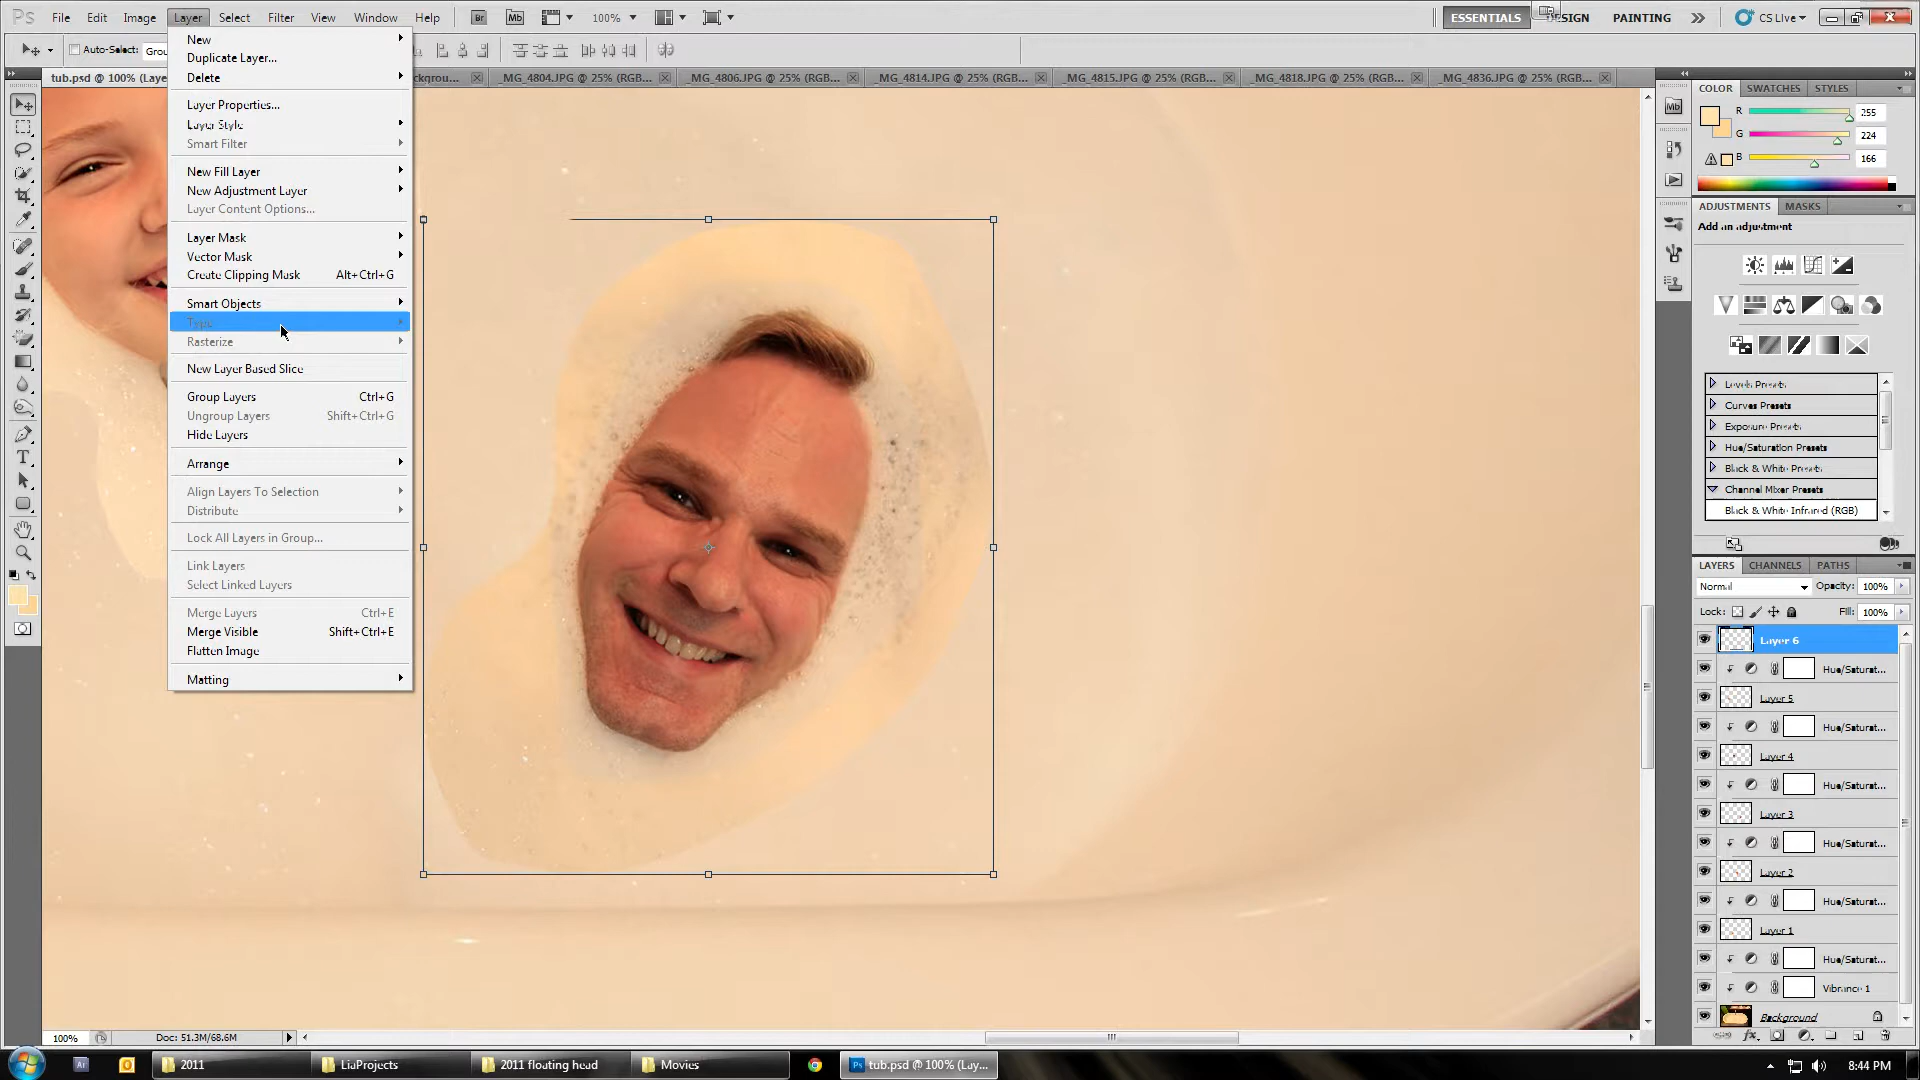 Ps File Edit Image Layer Select Filter View Window Help Br Mb 100% ESSENTIALS DESIGN PAINTING CS Live
Auto-Select: Grou
tub.psd @ 100% (Laye _MG_4804.JPG @ 25% (RGB... _MG_4806.JPG @ 25% (RGB... _MG_4814.JPG @ 25% (RGB... _MG_4815.JPG @ 25% (RGB... _MG_4818.JPG @ 25% (RGB... _MG_4836.JPG @ 25% (RGB...
New
Duplicate Layer...
Delete
Layer Properties...
Layer Style
Smart Filter
New Fill Layer
New Adjustment Layer
Layer Content Options...
Layer Mask
Vector Mask
Create Clipping Mask Alt+Ctrl+G
Smart Objects
Type
Rasterize
New Layer Based Slice
Group Layers Ctrl+G
Ungroup Layers Shift+Ctrl+G
Hide Layers
Arrange
Align Layers To Selection
Distribute
Lock All Layers in Group...
Link Layers
Select Linked Layers
Merge Layers Ctrl+E
Merge Visible Shift+Ctrl+E
Flatten Image
Matting
T
Mb
COLOR SWATCHES STYLES
R 255
G 224
B 166
ADJUSTMENTS MASKS
Add an adjustment
Levels Presets
Curves Presets
Exposure Presets
Hue/Saturation Presets
Black & White Presets
Channel Mixer Presets
Black & White Infrared (RGB)
LAYERS CHANNELS PATHS
Normal Opacity: 100%
Lock: Fill: 100%
Layer 6
Hue/Saturat...
Layer 5
Hue/Saturat...
Layer 4
Hue/Saturat...
Layer 3
Hue/Saturat...
Layer 2
Hue/Saturat...
Layer 1
Hue/Saturat...
Vibrance 1
Background
100% Doc: 51.3M/68.6M
2011 LiaProjects 2011 floating head Movies Ps tub.psd @ 100% (Lay... 8:44 PM